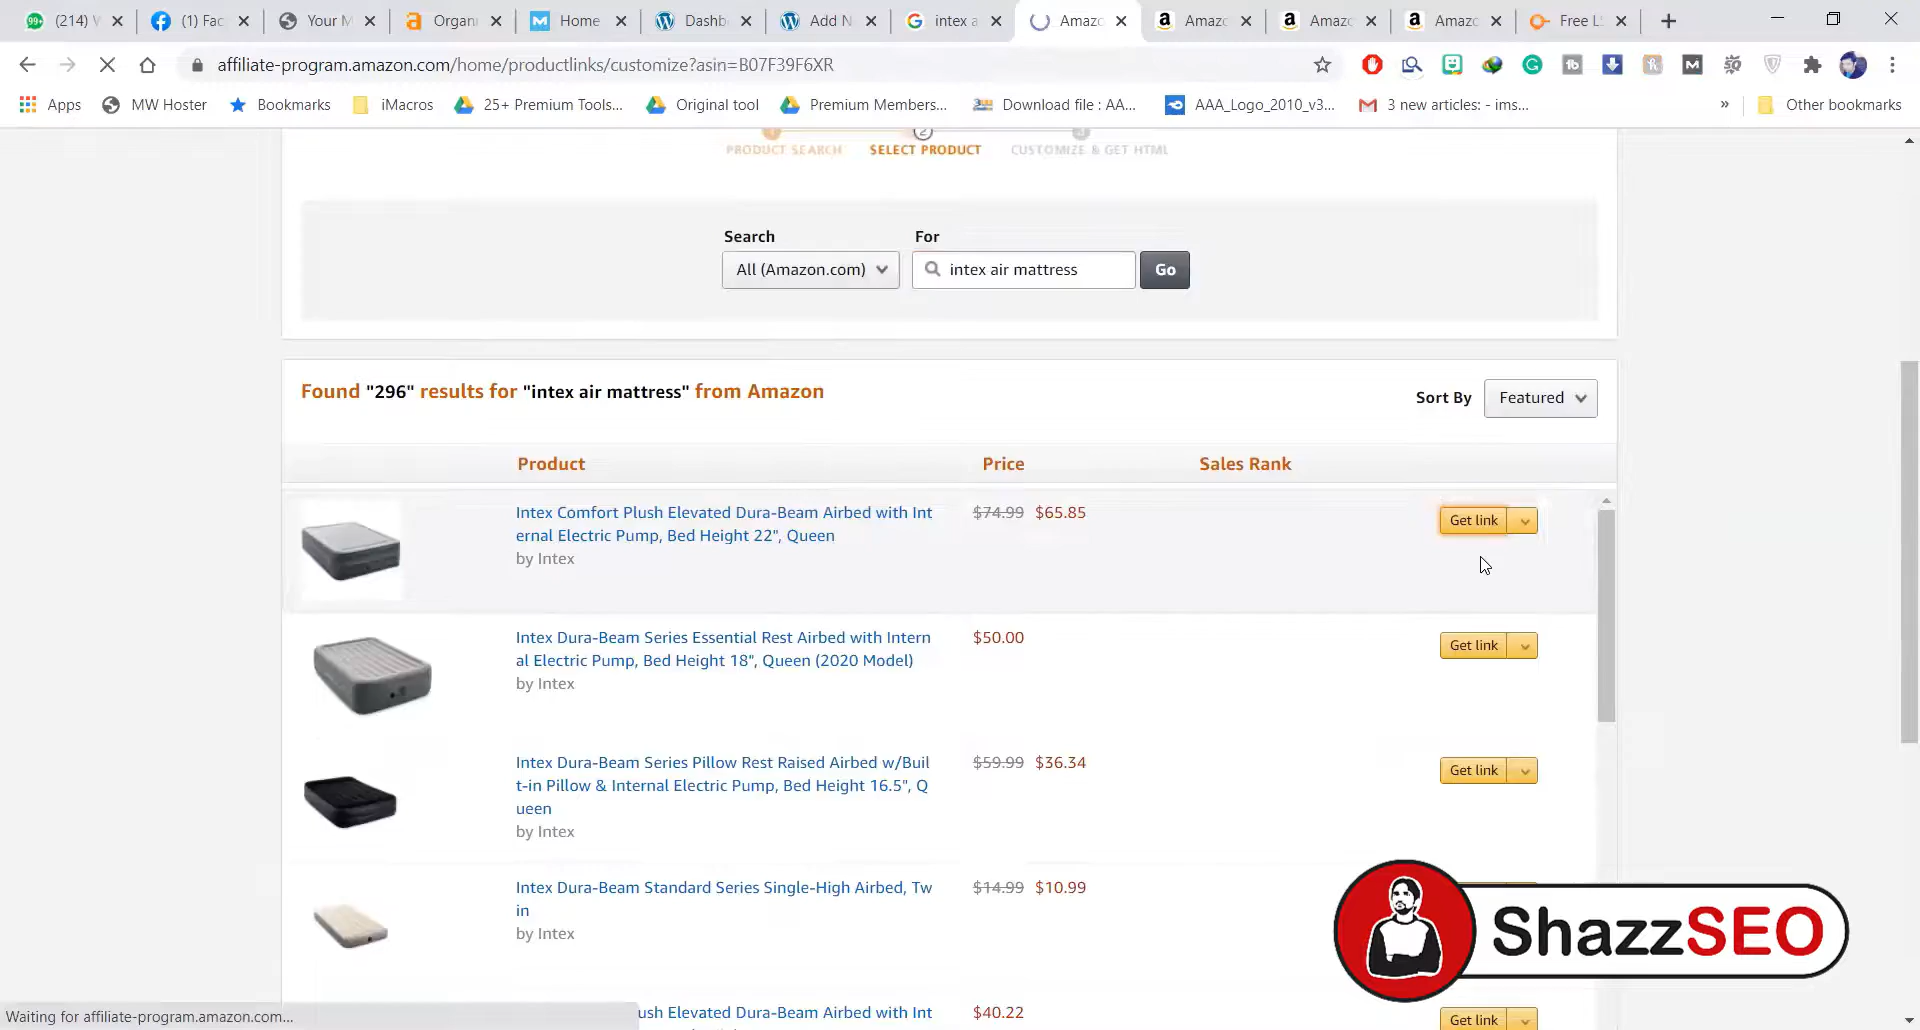 (214) V
(1) Fac
Your M
Organi
Home
Dashb
Add N
intex a
Amazo
Amazo
Amazo
Amazo
Free L
affiliate-program.amazon.com/home/productlinks/customize?asin=B07F39F6XR
Apps
MW Hoster
Bookmarks
iMacros
25+ Premium Tools...
Original tool
Premium Members...
Download file : AA...
AAA_Logo_2010_v3...
3 new articles: - ims...
»
Other bookmarks
2
PRODUCT SEARCH
SELECT PRODUCT
CUSTOMIZE & GET HTML
Search
For
All (Amazon.com)
intex air mattress
Go
Found "296" results for "intex air mattress" from Amazon
Sort By
Featured
Product
Price
Sales Rank
Intex Comfort Plush Elevated Dura-Beam Airbed with Int
$74.99 $65.85
Get link
ernal Electric Pump, Bed Height 22", Queen
by Intex
Intex Dura-Beam Series Essential Rest Airbed with Intern
$50.00
Get link
al Electric Pump, Bed Height 18", Queen (2020 Model)
by Intex
Intex Dura-Beam Series Pillow Rest Raised Airbed w/Buil
$59.99 $36.34
Get link
t-in Pillow & Internal Electric Pump, Bed Height 16.5", Q
ueen
by Intex
Intex Dura-Beam Standard Series Single-High Airbed, Tw
$14.99 $10.99
in
by Intex
ShazzSEO
ush Elevated Dura-Beam Airbed with Int
$40.22
Get link
Waiting for affiliate-program.amazon.com...